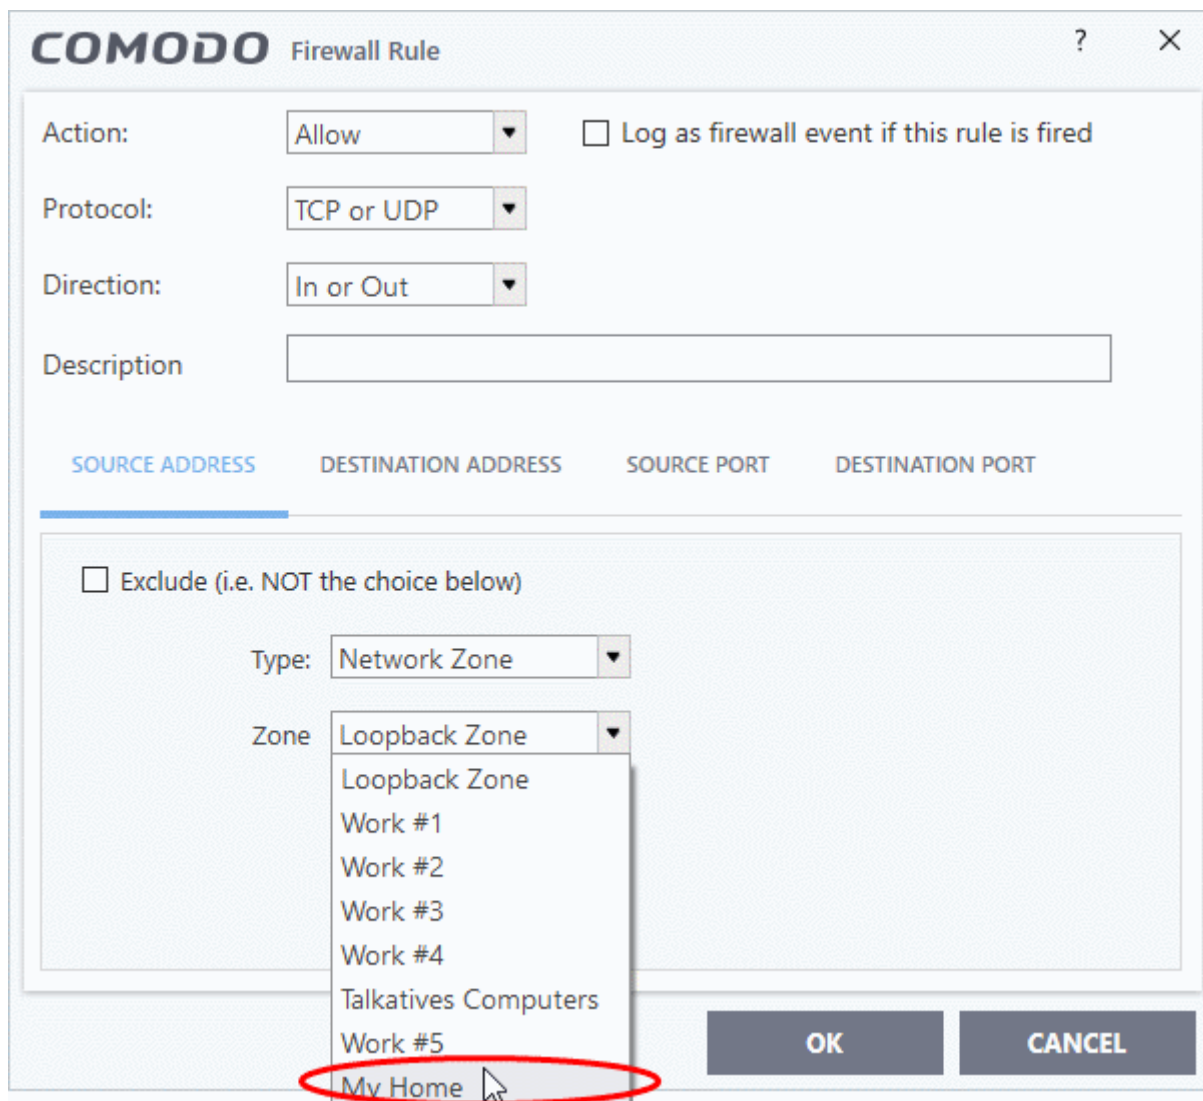 COMODO Firewall Rule ?
Action: Allow Log as firewall event if this rule is fired
Protocol: TCP or UDP
Direction: In or Out
Description
SOURCE ADDRESS DESTINATION ADDRESS SOURCE PORT DESTINATION PORT
Exclude (i.e. NOT the choice below)
Type: Network Zone
Zone Loopback Zone
Loopback Zone
Work #1
Work #2
Work #3
Work #4
Talkatives Computers
Work #5
OK CANCEL
My Home